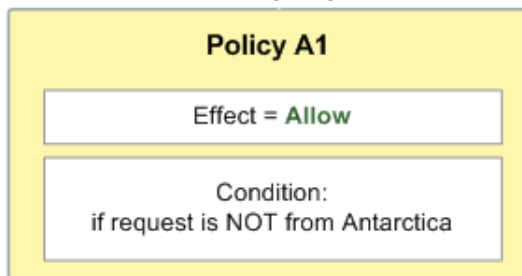 Policy A1
Effect = Allow
Condition:
if request is NOT from Antarctica